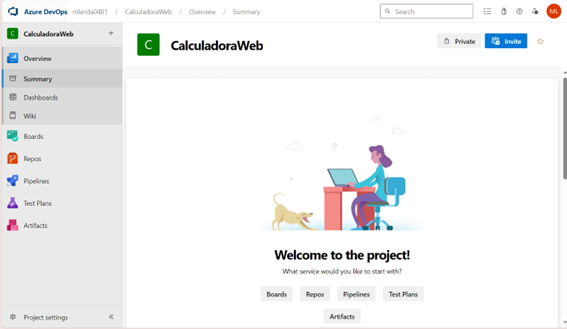 Azure DevOps mlanda0481 / CalculadoraWeb / Overview / Summary
Search
ML
C CalculadoraWeb +
Overview
Summary
Dashboards
Wiki
Boards
Repos
Pipelines
Test Plans
Artifacts
Project settings
C CalculadoraWeb
Private
Invite
Welcome to the project!
What service would you like to start with?
Boards Repos Pipelines Test Plans
Artifacts